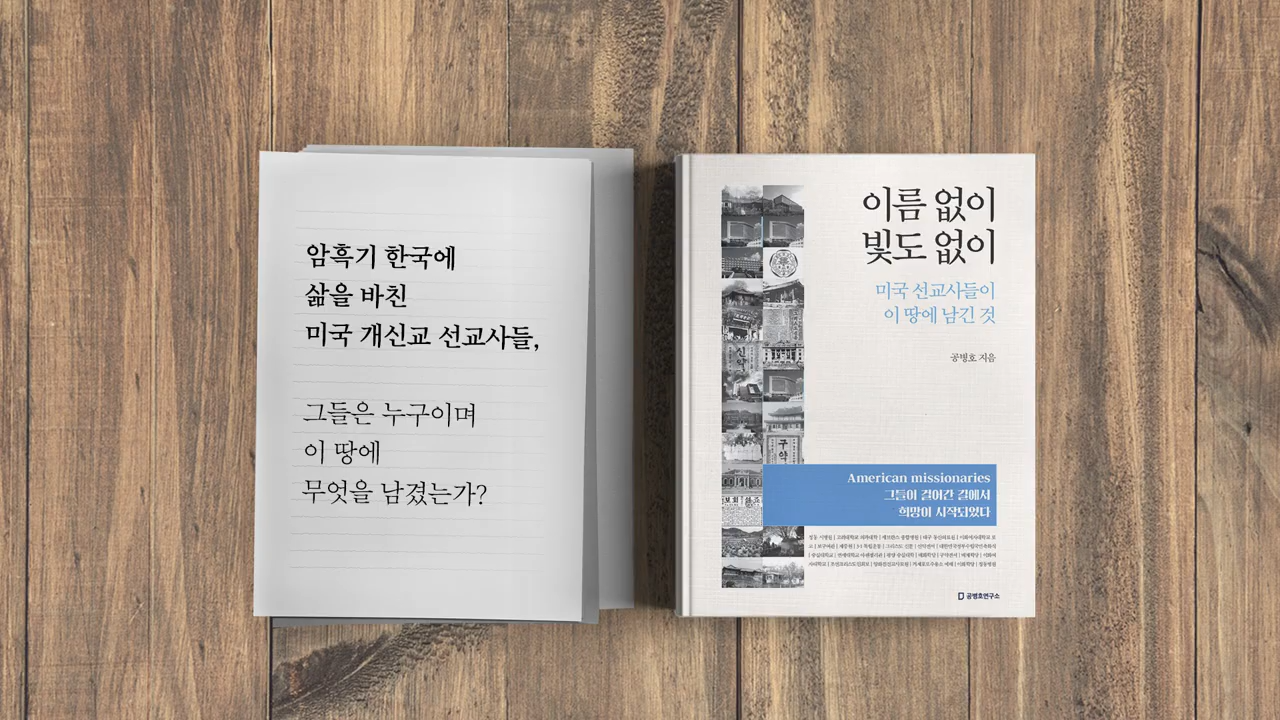 암흑기 한국에
삶을 바친
미국 개신교 선교사들,
그들은 누구이며
이 땅에
무엇을 남겼는가?
이름 없이
빛도 없이
미국 선교사들이
이 땅에 남긴 것
공병호 지음
신약
구약
American missionaries
그들이 걸어간 길에서
희망이 시작되었다
공병호연구소